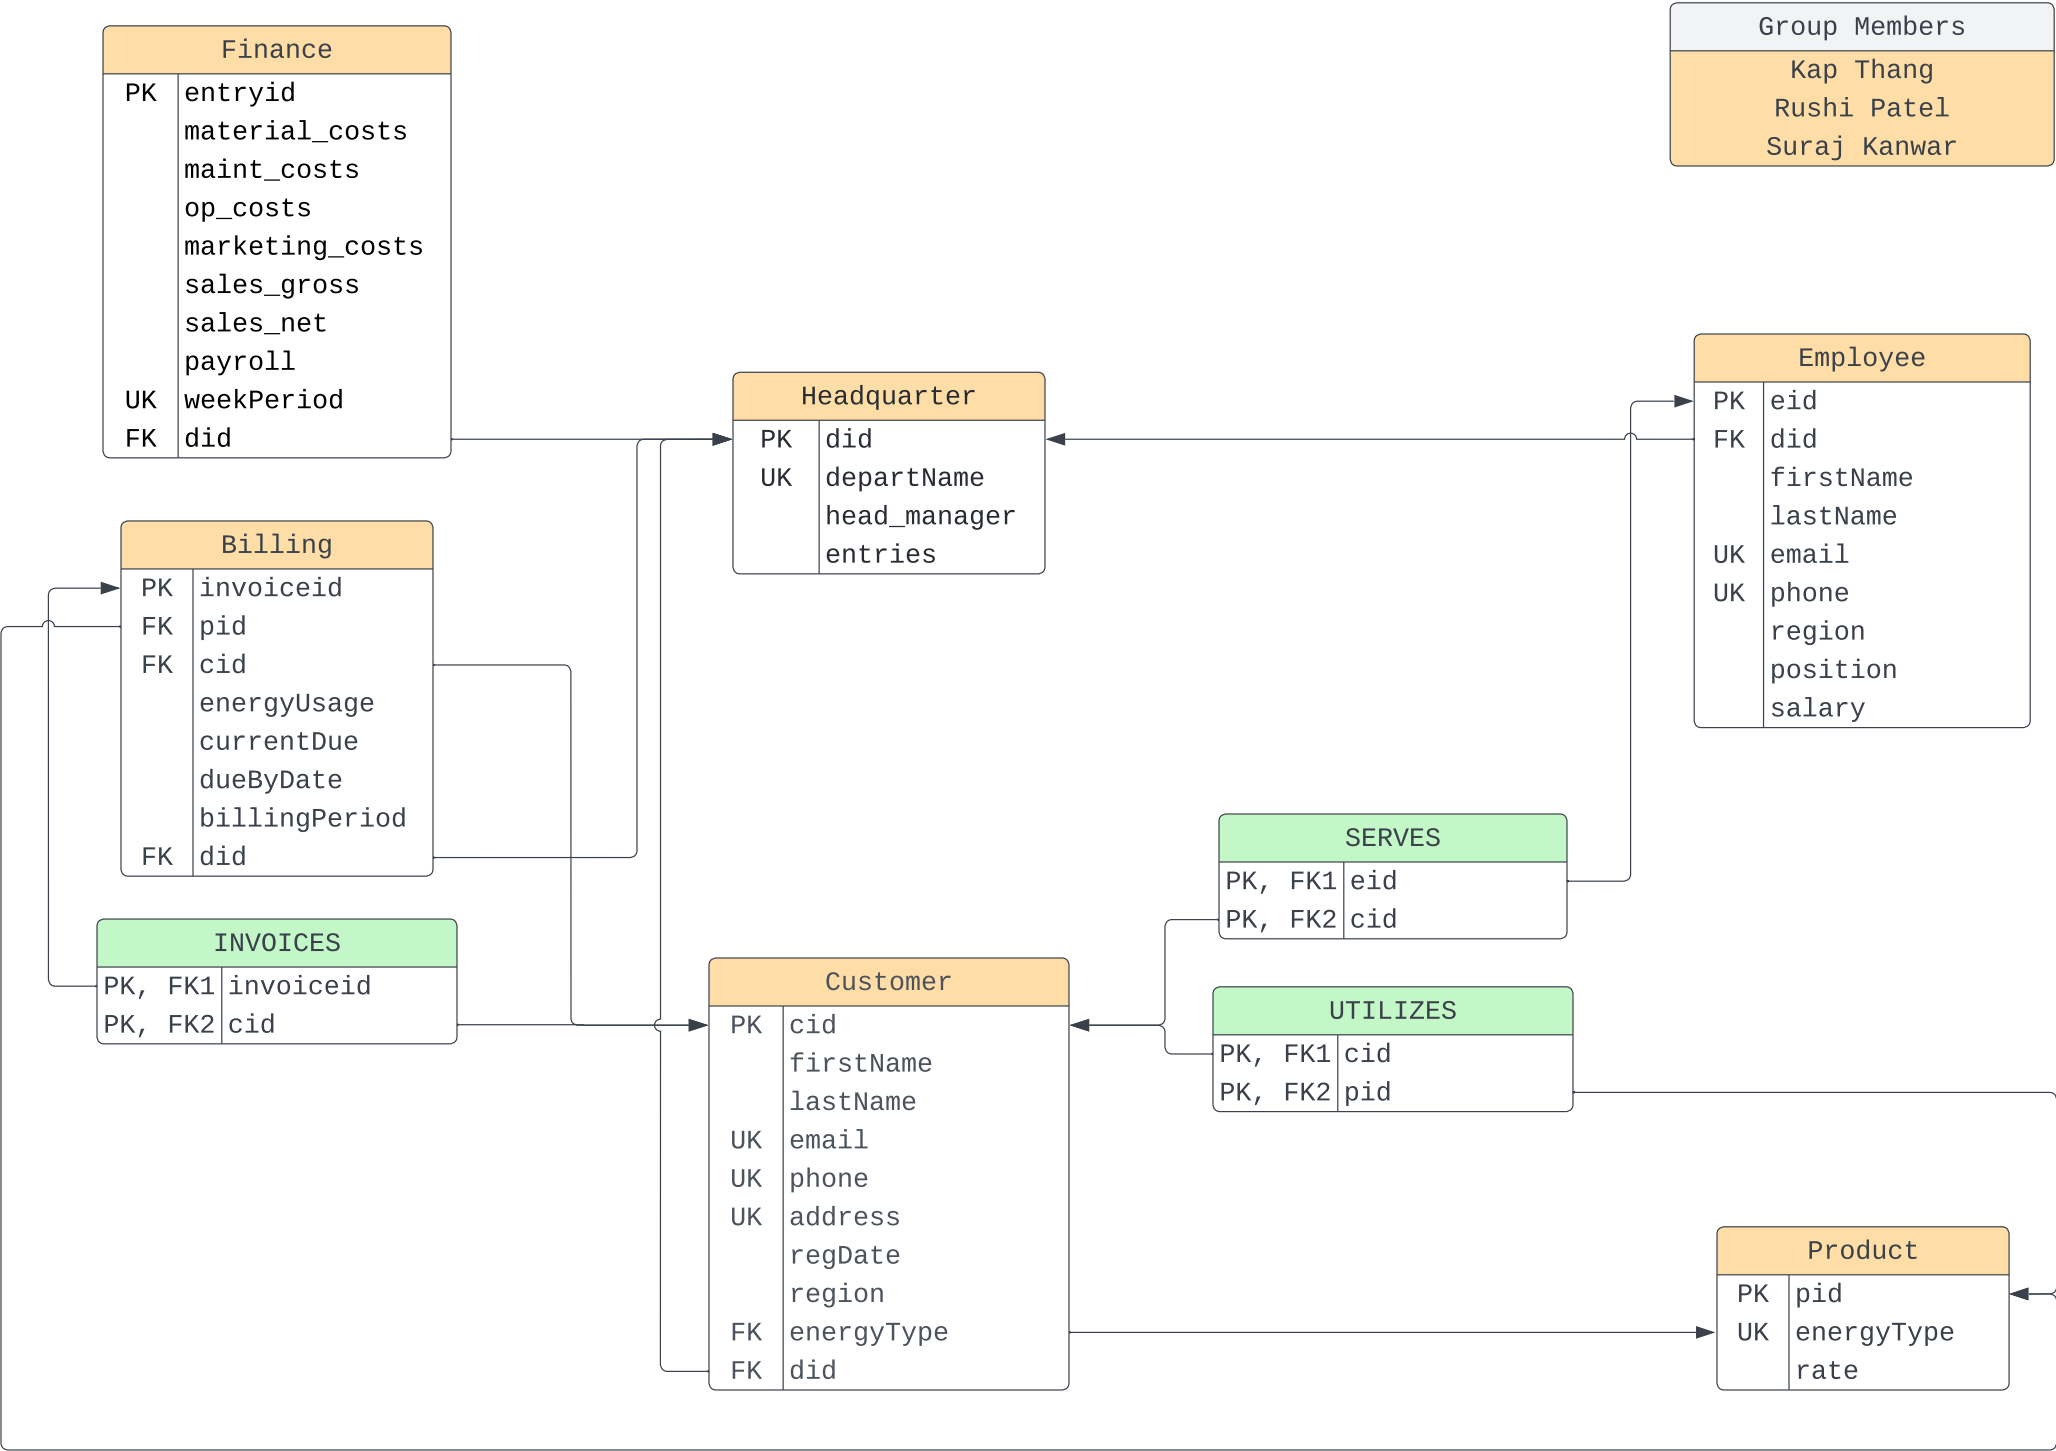 Group Members
Kap Thang
Rushi Patel
Suraj Kanwar
Finance
PK entryid
material_costs
maint_costs
op_costs
marketing_costs
sales_gross
sales_net
payroll
UK weekPeriod
FK did
Headquarter
PK did
UK departName
head_manager
entries
Employee
PK eid
FK did
firstName
lastName
UK email
UK phone
region
position
salary
Billing
PK invoiceid
FK pid
FK cid
energyUsage
currentDue
dueByDate
billingPeriod
FK did
INVOICES
PK, FK1 invoiceid
PK, FK2 cid
SERVES
PK, FK1 eid
PK, FK2 cid
Customer
PK cid
firstName
lastName
UK email
UK phone
UK address
regDate
region
FK energyType
FK did
UTILIZES
PK, FK1 cid
PK, FK2 pid
Product
PK pid
UK energyType
rate